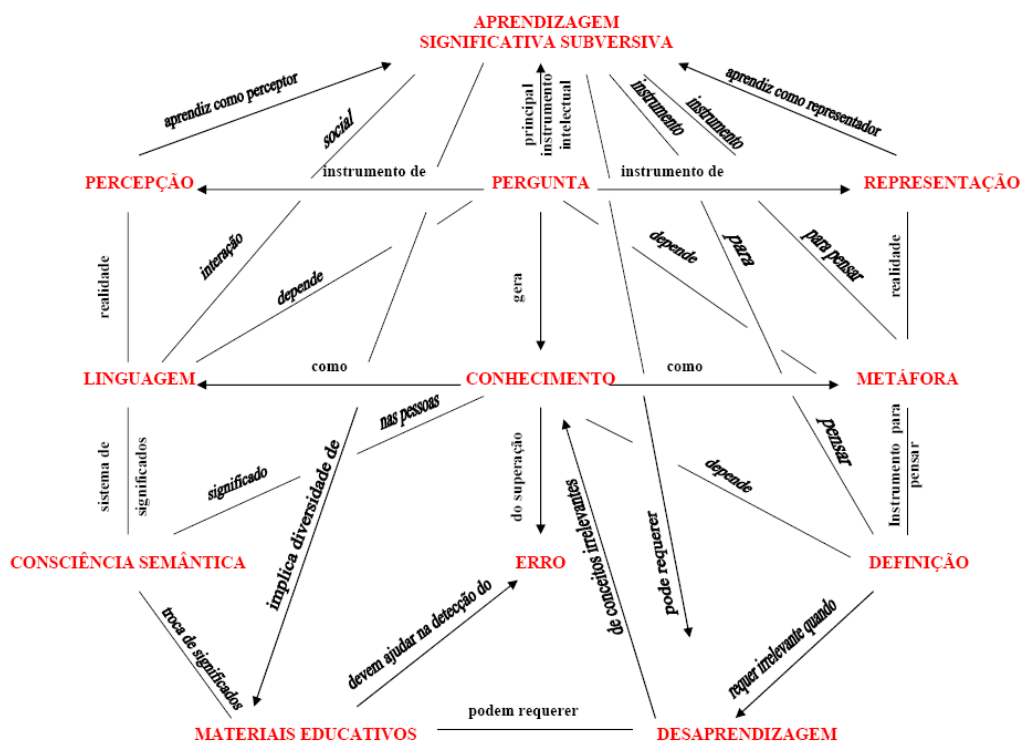 APRENDIZAGEM
SIGNIFICATIVA SUBVERSIVA
aprendiz como perceptor
social
principal
instrumento
intelectual
instrumento
instrumento
aprendiz como representador
PERCEPÇÃO
instrumento de
PERGUNTA
instrumento de
REPRESENTAÇÃO
realidade
interação
depende
gera
depende
para
para pensar
realidade
LINGUAGEM
como
CONHECIMENTO
como
METÁFORA
sistema de
significados
significado
nas pessoas
implica diversidade de
do superação
de conceitos irrelevantes
pode requerer
depende
pensar
Instrumento para
pensar
CONSCIÊNCIA SEMÂNTICA
ERRO
DEFINIÇÃO
troca de significados
devem ajudar na detecção do
requer irrelevante quando
MATERIAIS EDUCATIVOS
podem requerer
DESAPRENDIZAGEM